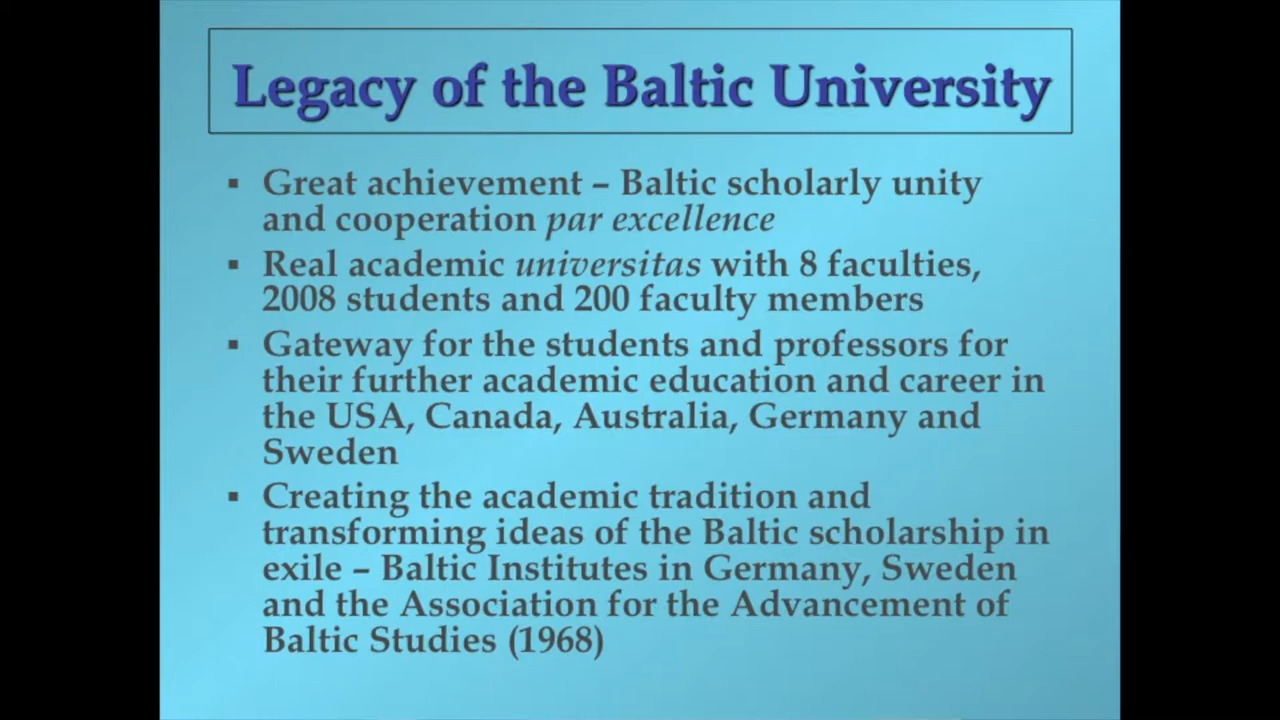 Legacy of the Baltic University
▪ Great achievement – Baltic scholarly unity
and cooperation par excellence
▪ Real academic universitas with 8 faculties,
2008 students and 200 faculty members
▪ Gateway for the students and professors for
their further academic education and career in
the USA, Canada, Australia, Germany and
Sweden
▪ Creating the academic tradition and
transforming ideas of the Baltic scholarship in
exile – Baltic Institutes in Germany, Sweden
and the Association for the Advancement of
Baltic Studies (1968)